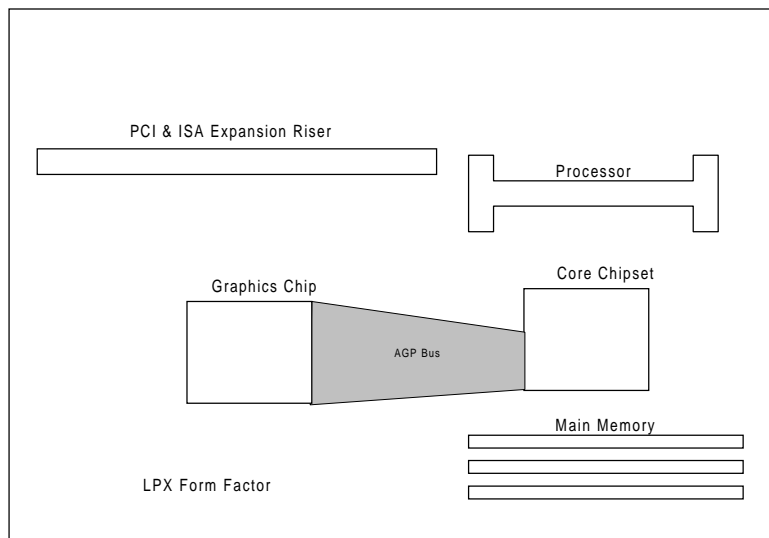 PCI & ISA Expansion Riser
Processor
Graphics Chip
Core Chipset
AGP Bus
Main Memory
LPX Form Factor